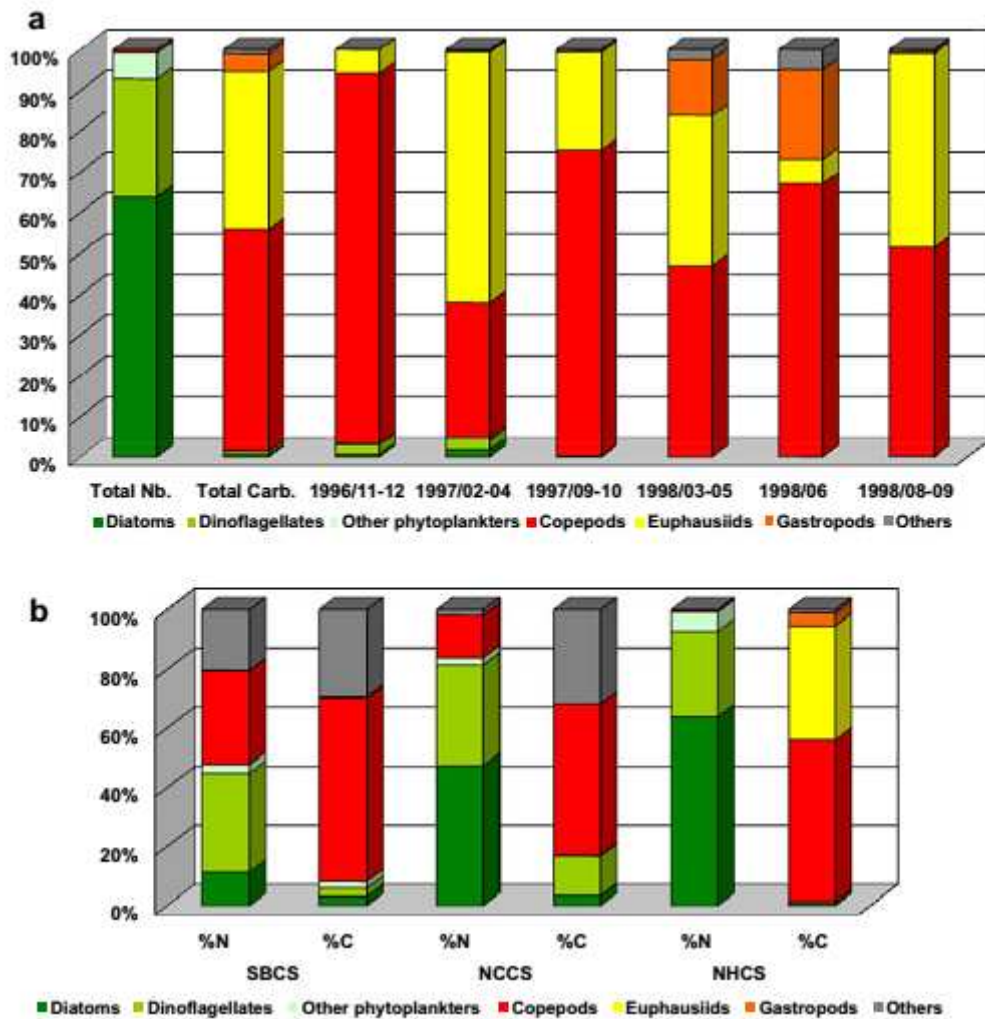 a
100%
90%
80%
70%
60%
50%
40%
30%
20%
10%
0%
Total Nb. Total Carb. 1996/11-12 1997/02-04 1997/09-10 1998/03-05 1998/06 1998/08-09
Diatoms Dinoflagellates Other phytoplankters Copepods Euphausiids Gastropods Others
b
100%
80%
60%
40%
20%
0%
%N %C %N %C %N %C
SBCS NCCS NHCS
Diatoms Dinoflagellates Other phytoplankters Copepods Euphausiids Gastropods Others